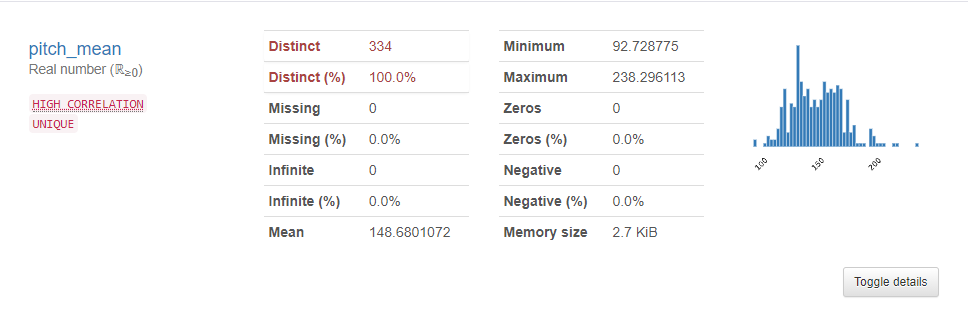 pitch_mean
Real number (ℝ≥0)
HIGH CORRELATION
UNIQUE
Distinct 334
Distinct (%) 100.0%
Missing 0
Missing (%) 0.0%
Infinite 0
Infinite (%) 0.0%
Mean 148.6801072
Minimum 92.728775
Maximum 238.296113
Zeros 0
Zeros (%) 0.0%
Negative 0
Negative (%) 0.0%
Memory size 2.7 KiB
100 150 200
Toggle details